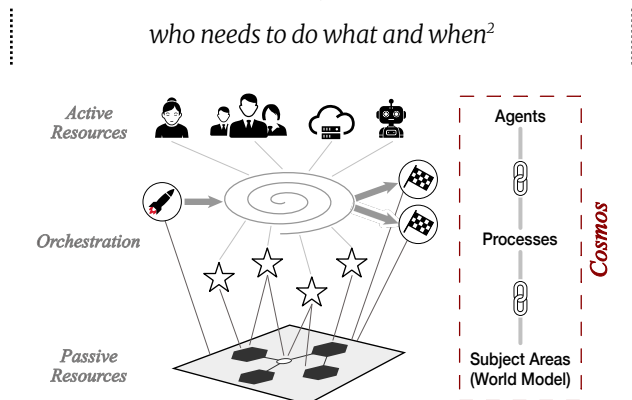 who needs to do what and when²
Active
Resources
Agents
Orchestration
Processes
Cosmos
Passive
Resources
Subject Areas
(World Model)